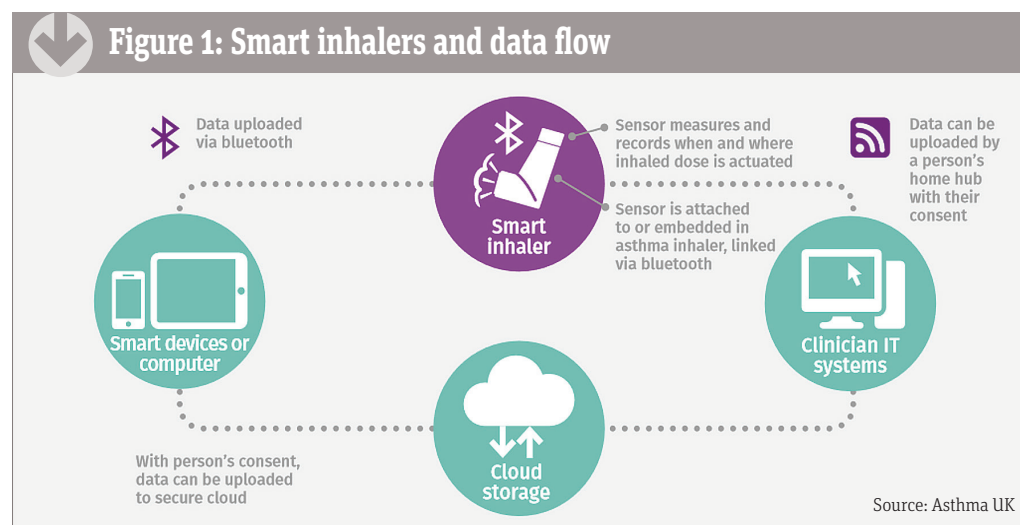 Figure 1: Smart inhalers and data flow
Data uploaded
via bluetooth
Sensor measures and
records when and where
inhaled dose is actuated
Data can be
uploaded by
a person's
home hub
with their
consent
Smart
inhaler
Sensor is attached
to or embedded in
asthma inhaler, linked
via bluetooth
Smart devices or
computer
Clinician IT
systems
With person's consent,
data can be uploaded
to secure cloud
Cloud
storage
Source: Asthma UK